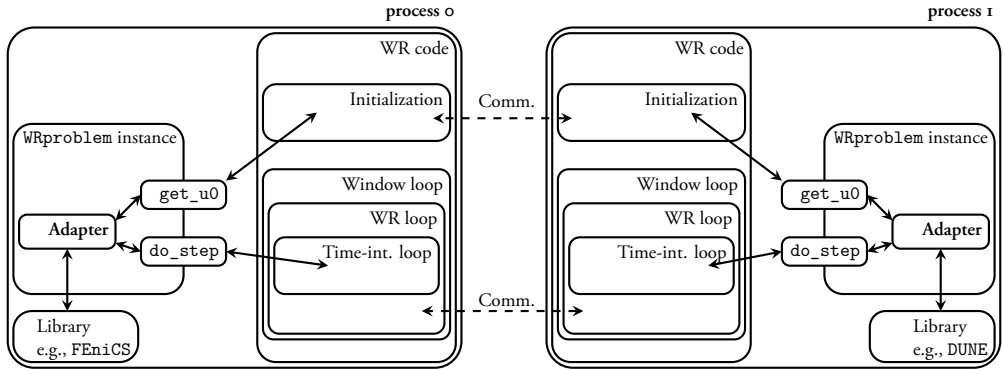 process 0
process 1
WR code
WR code
Initialization
Comm.
Initialization
WRproblem instance
WRproblem instance
Window loop
Window loop
get_u0
get_u0
WR loop
WR loop
Adapter
Adapter
do_step
Time-int. loop
Time-int. loop
do_step
Comm.
Library
e.g., FEniCS
Library
e.g., DUNE